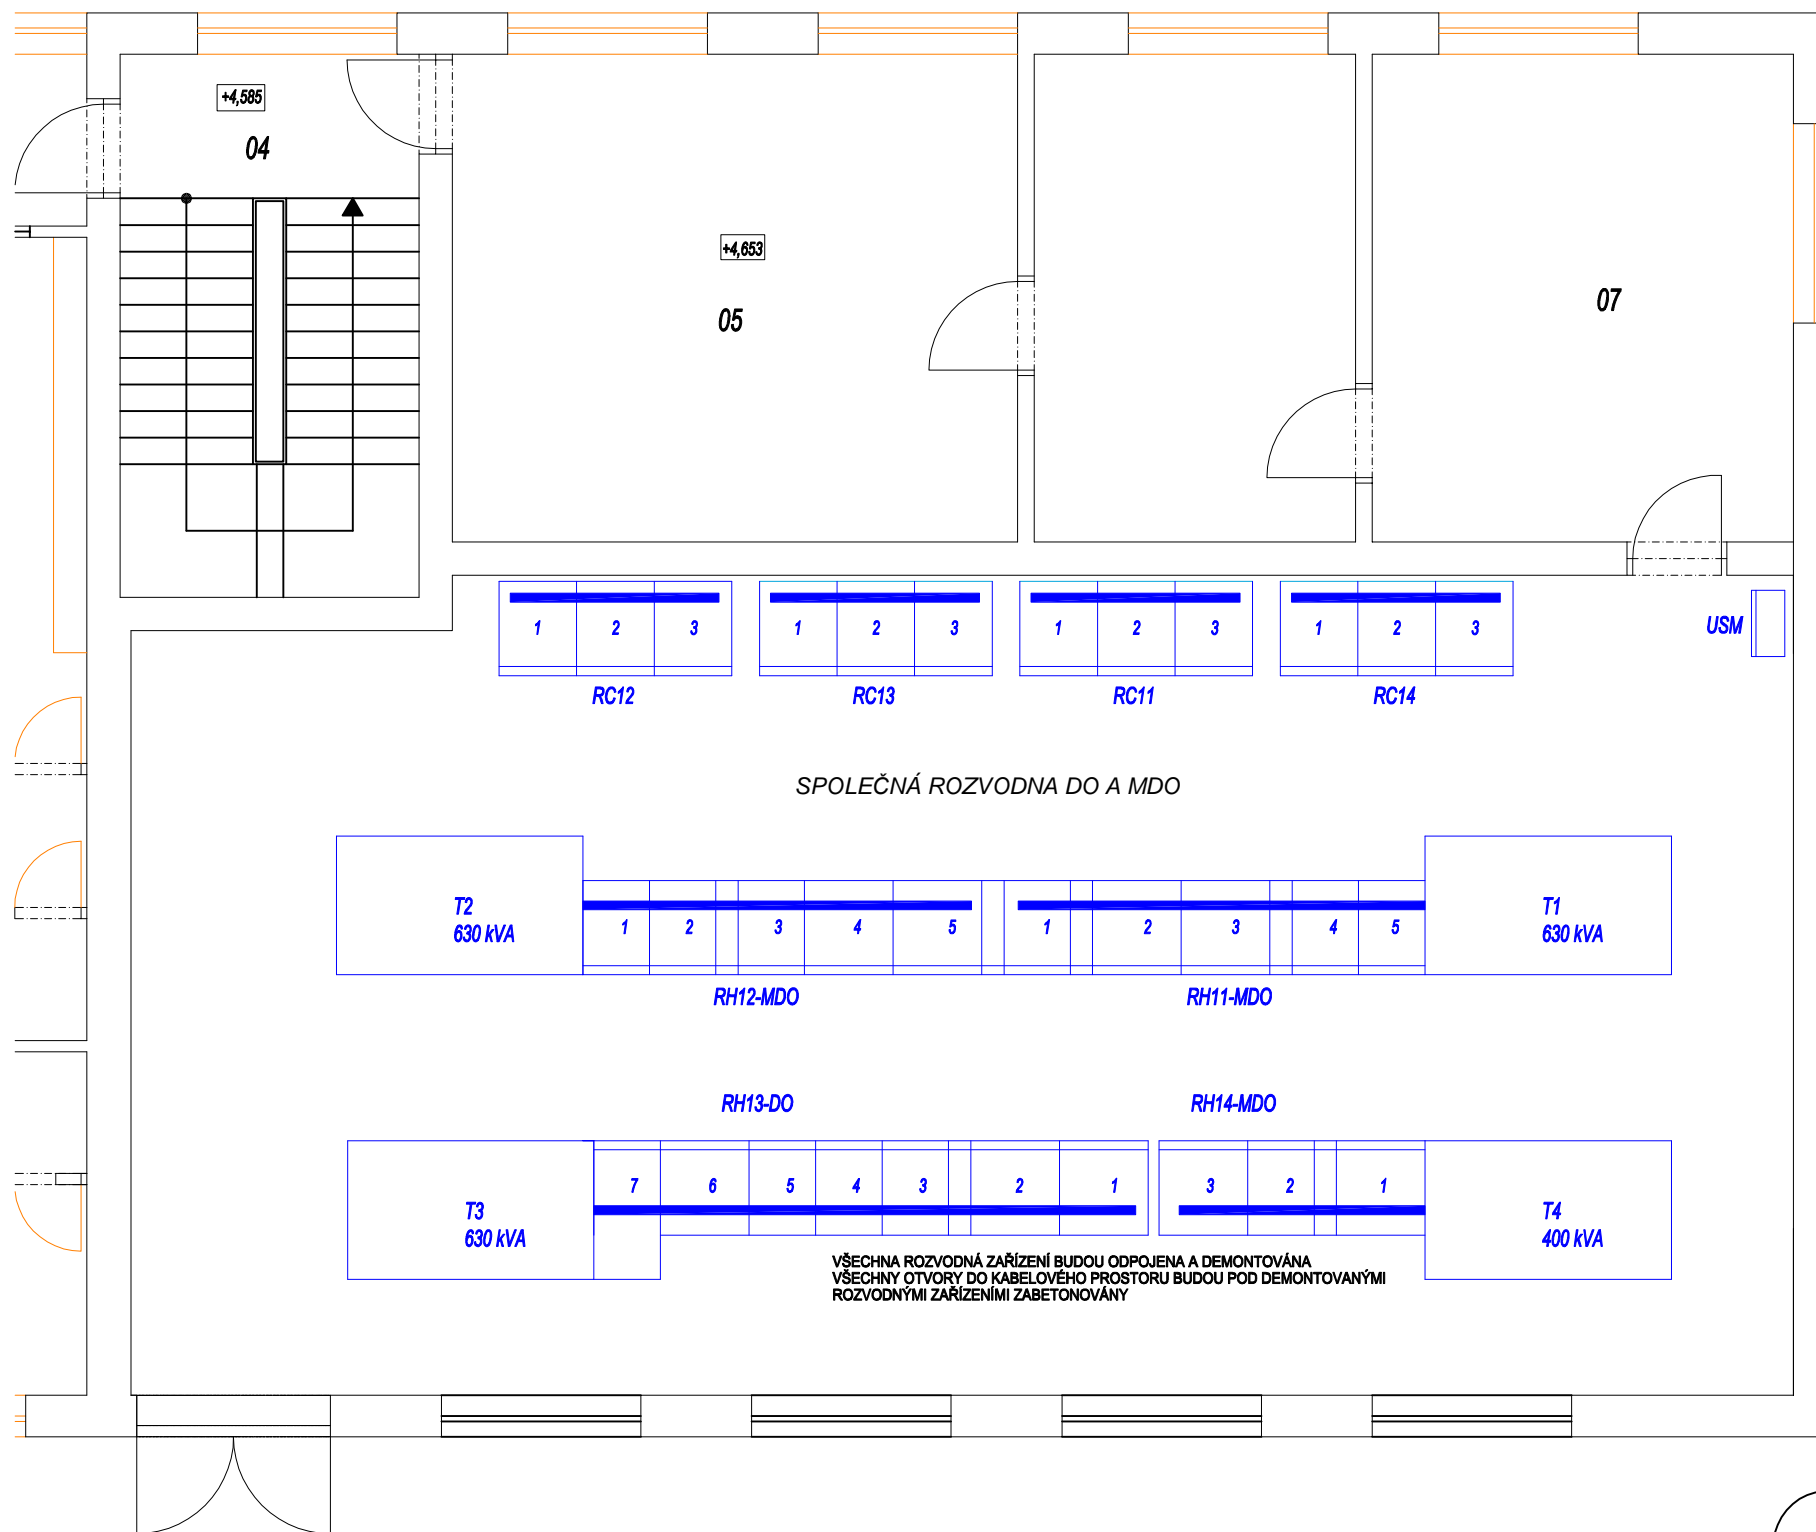 +4,585
04
+4,653
05
07
1 2 3
1 2 3
1 2 3
1 2 3
USM
RC12
RC13
RC11
RC14
SPOLEČNÁ ROZVODNA DO A MDO
T2
630 kVA
1 2 3 4 5
1 2 3 4 5
T1
630 kVA
RH12-MDO
RH11-MDO
RH13-DO
RH14-MDO
7 6 5 4 3 2 1
3 2 1
T3
630 kVA
T4
400 kVA
VŠECHNA ROZVODNÁ ZAŘÍZENÍ BUDOU ODPOJENA A DEMONTOVÁNA
VŠECHNY OTVORY DO KABELOVÉHO PROSTORU BUDOU POD DEMONTOVANÝMI
ROZVODNÝMI ZAŘÍZENÍMI ZABETONOVÁNY